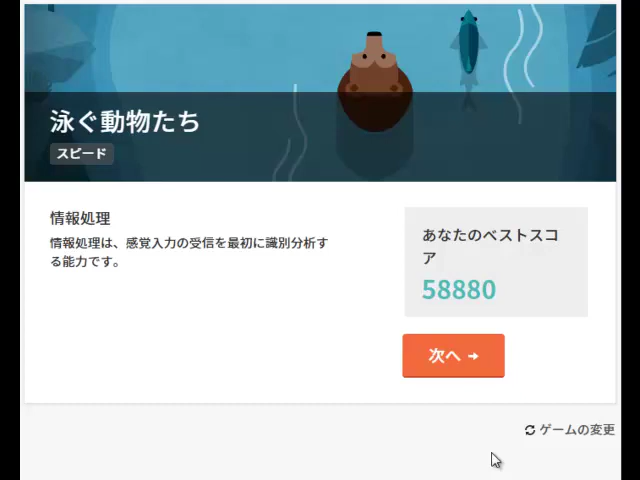 泳ぐ動物たち
スピード
情報処理
情報処理は、感覚入力の受信を最初に識別分析す
る能力です。
あなたのベストスコ
ア
58880
次へ
ゲームの変更